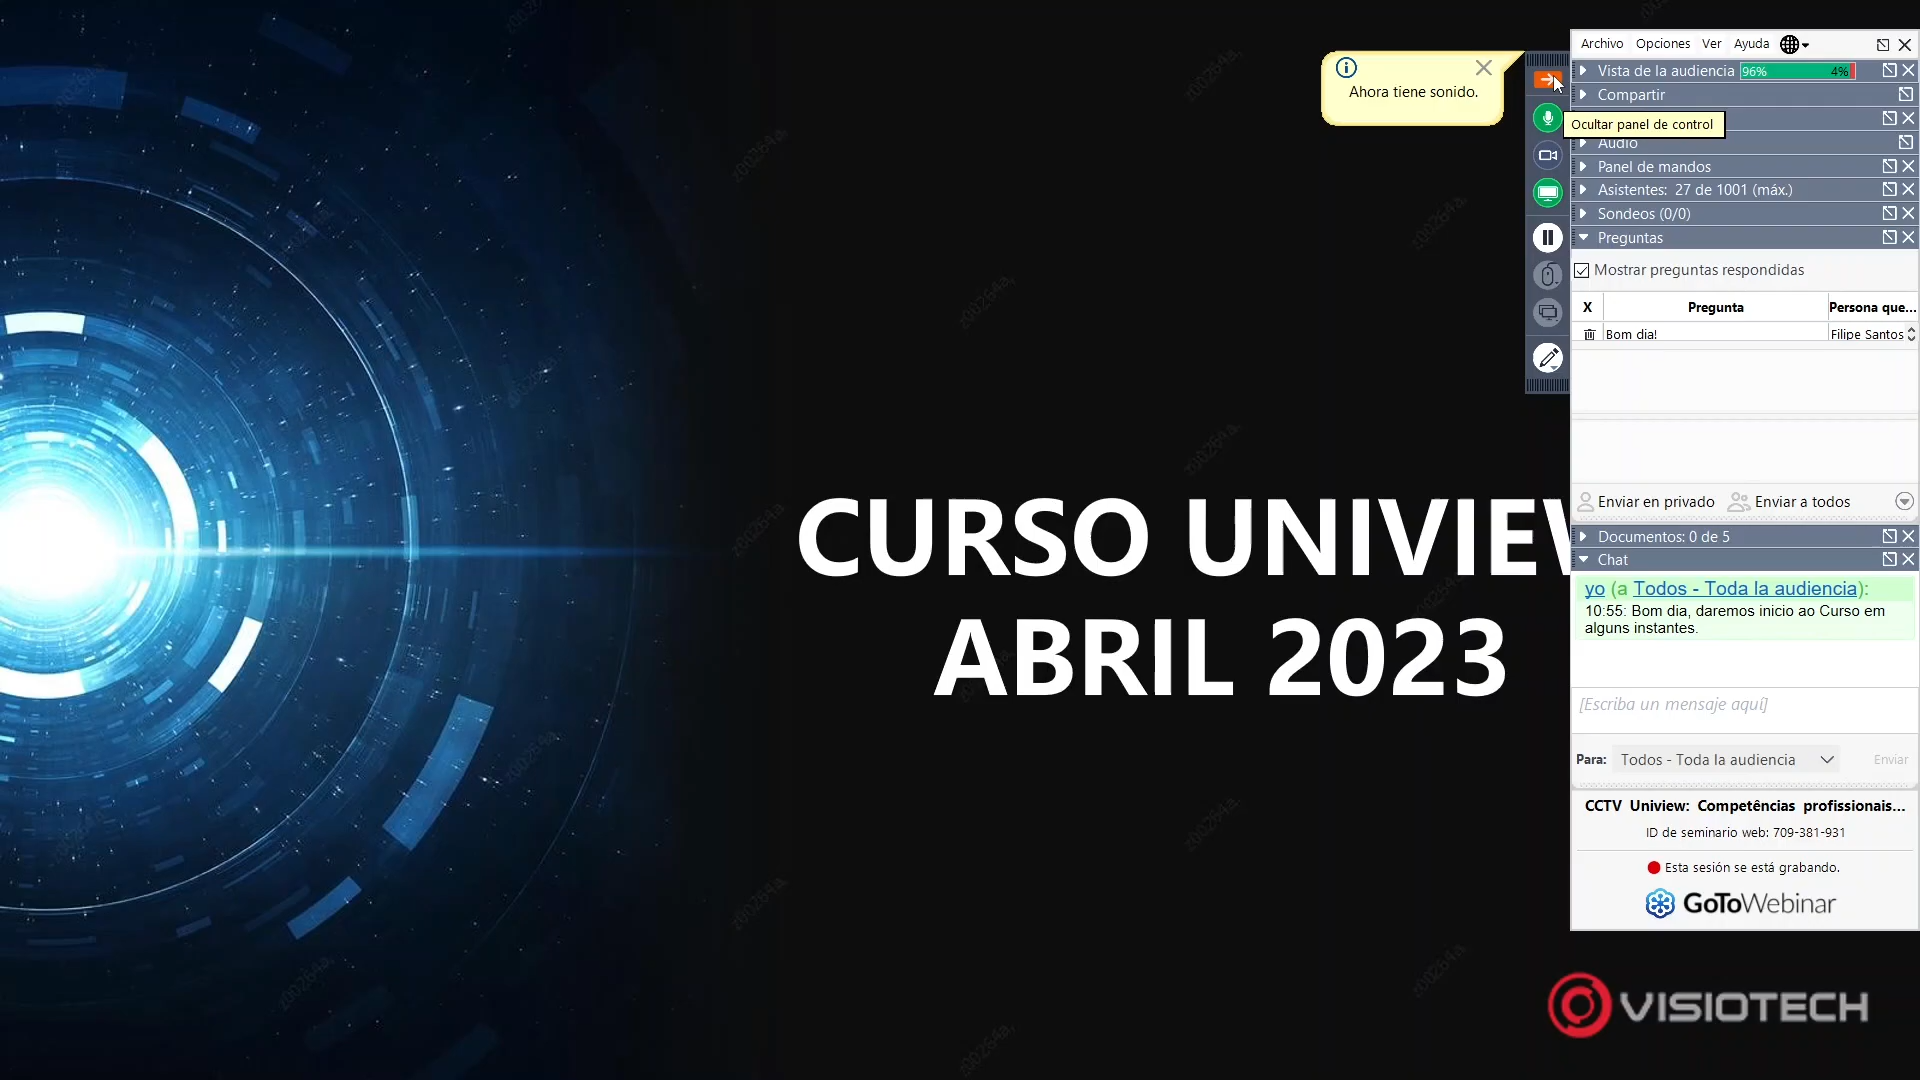 Archivo Opciones Ver Ayuda
Vista de la audiencia 96% 4%
Ahora tiene sonido.
Compartir
Ocultar panel de control
Audio
Panel de mandos
Asistentes: 27 de 1001 (máx.)
Sondeos (0/0)
Preguntas
Mostrar preguntas respondidas
X Pregunta Persona que...
Bom dia! Filipe Santos
Enviar en privado Enviar a todos
CURSO UNIVIEW
ABRIL 2023
Documentos: 0 de 5
Chat
yo (a Todos - Toda la audiencia):
10:55: Bom dia, daremos inicio ao Curso em
alguns instantes.
[Escriba un mensaje aquí]
Para: Todos - Toda la audiencia Enviar
CCTV Uniview: Competências profissionais...
ID de seminario web: 709-381-931
Esta sesión se está grabando.
GoToWebinar
VISIOTECH